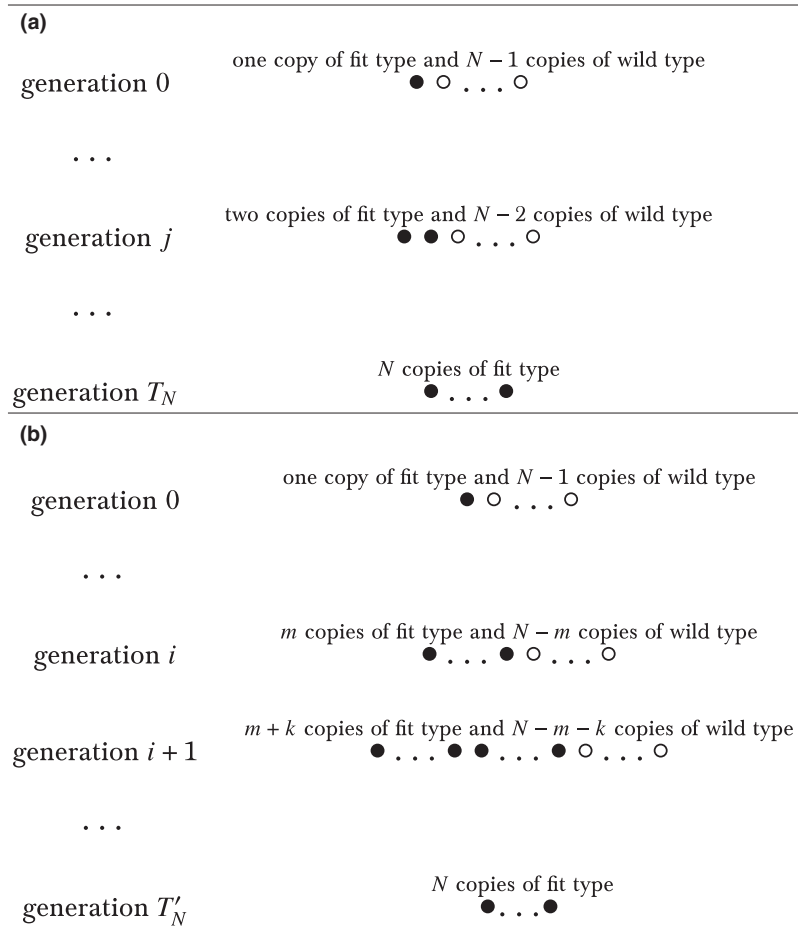 (a)
one copy of fit type and N − 1 copies of wild type
generation 0
. . .
. . .
two copies of fit type and N − 2 copies of wild type
generation j
. . .
. . .
N copies of fit type
generation T_N
. . .
(b)
one copy of fit type and N − 1 copies of wild type
generation 0
. . .
. . .
m copies of fit type and N − m copies of wild type
generation i
. . . . . .
m + k copies of fit type and N − m − k copies of wild type
generation i + 1
. . . . . . . . .
. . .
N copies of fit type
generation T′_N
. . .